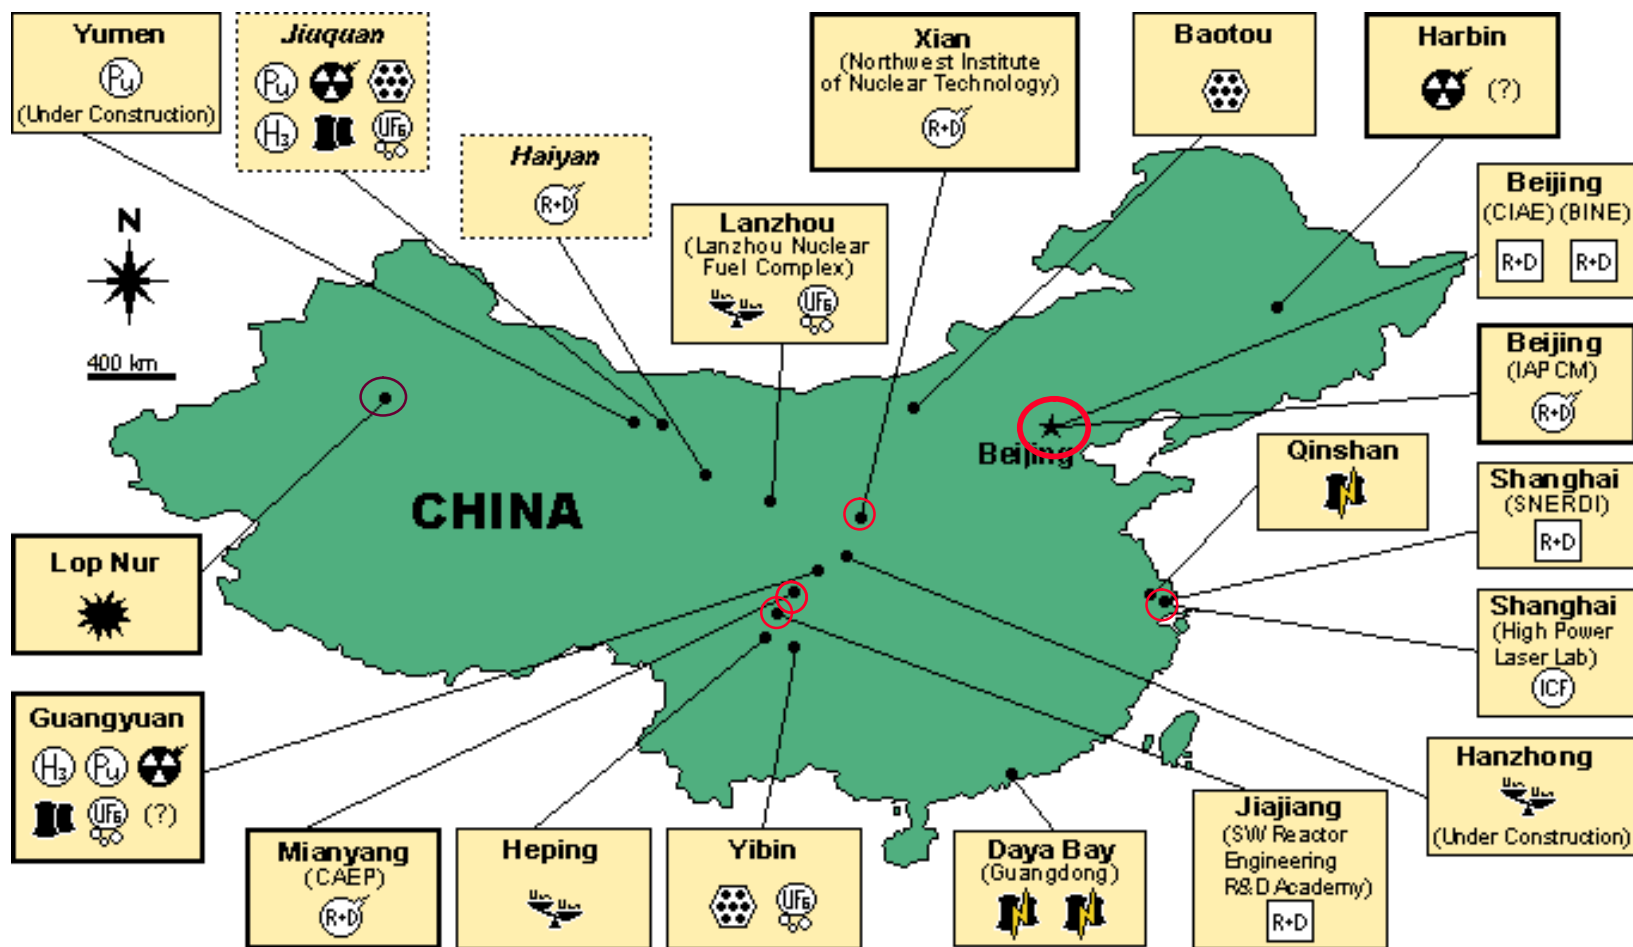 Yumen
Pu
(Under Construction)
Jiuquan
Pu
H3
UF6
Haiyan
R+D
Lanzhou
(Lanzhou Nuclear
Fuel Complex)
UF6
Xian
(Northwest Institute
of Nuclear Technology)
R+D
Baotou
Harbin
(?)
Beijing
(CIAE) (BINE)
R+D R+D
Beijing
(IAPCM)
R+D
N
400 km
Beijing
CHINA
Qinshan
Shanghai
(SNERDI)
R+D
Shanghai
(High Power
Laser Lab)
ICF
Lop Nur
Guangyuan
H3 Pu
UF6 (?)
Mianyang
(CAEP)
R+D
Heping
Yibin
UF6
Daya Bay
(Guangdong)
Jiajiang
(SW Reactor
Engineering
R&D Academy)
R+D
Hanzhong
(Under Construction)